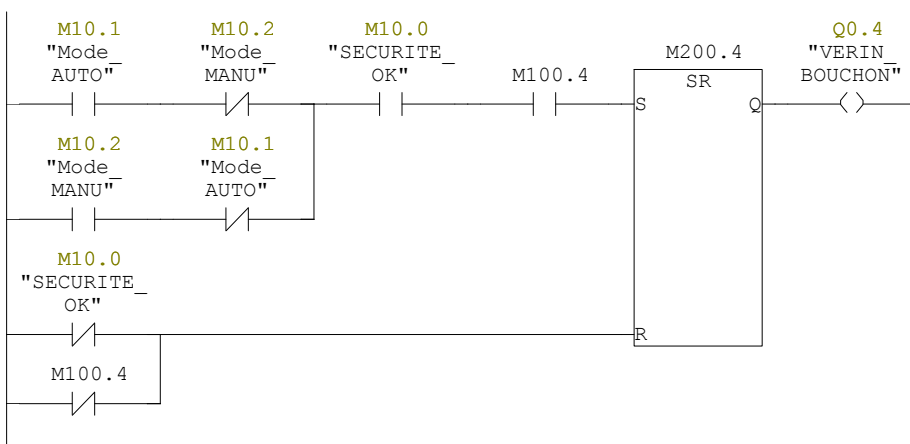 M10.1
"Mode_
AUTO"
M10.2
"Mode_
MANU"
M10.0
"SECURITE_
OK"
M100.4
M200.4
SR
S
Q
Q0.4
"VERIN_
BOUCHON"
M10.2
"Mode_
MANU"
M10.1
"Mode_
AUTO"
M10.0
"SECURITE_
OK"
R
M100.4